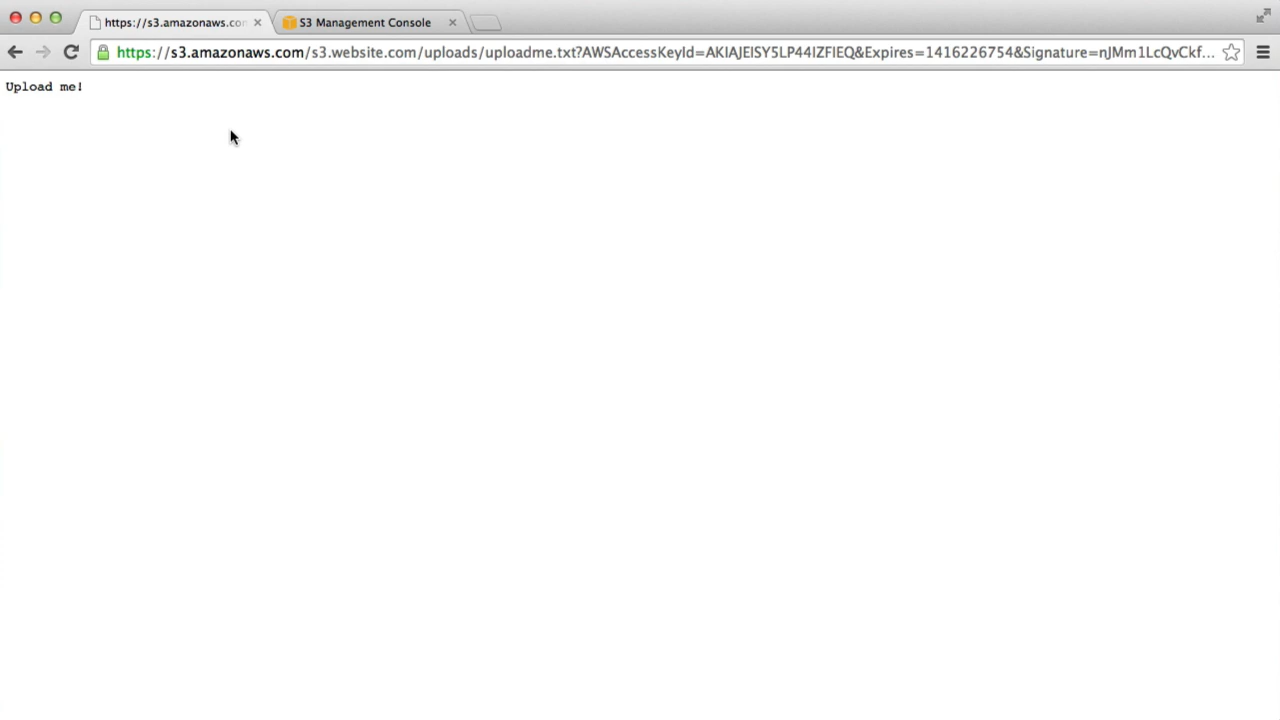 https://s3.amazonaws.con
S3 Management Console
https://s3.amazonaws.com/s3.website.com/uploads/uploadme.txt?AWSAccessKeyId=AKIAJEISY5LP44IZFIEQ&Expires=1416226754&Signature=nJMm1LcQvCkf...
Upload me!